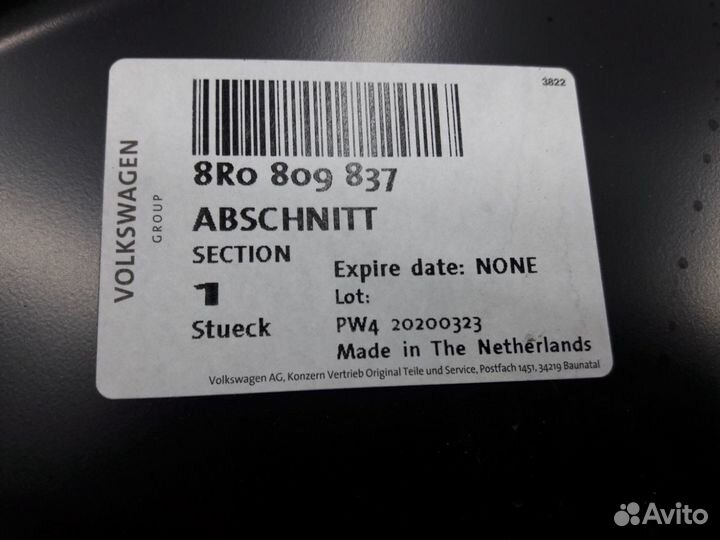 3822
VOLKSWAGEN
GROUP
8R0 809 837
ABSCHNITT
SECTION
1
Stueck
Expire date: NONE
Lot:
PW4 20200323
Made in The Netherlands
Volkswagen AG, Konzern Vertrieb Original Teile und Service, Postfach 1451, 34219 Baunatal
Avito